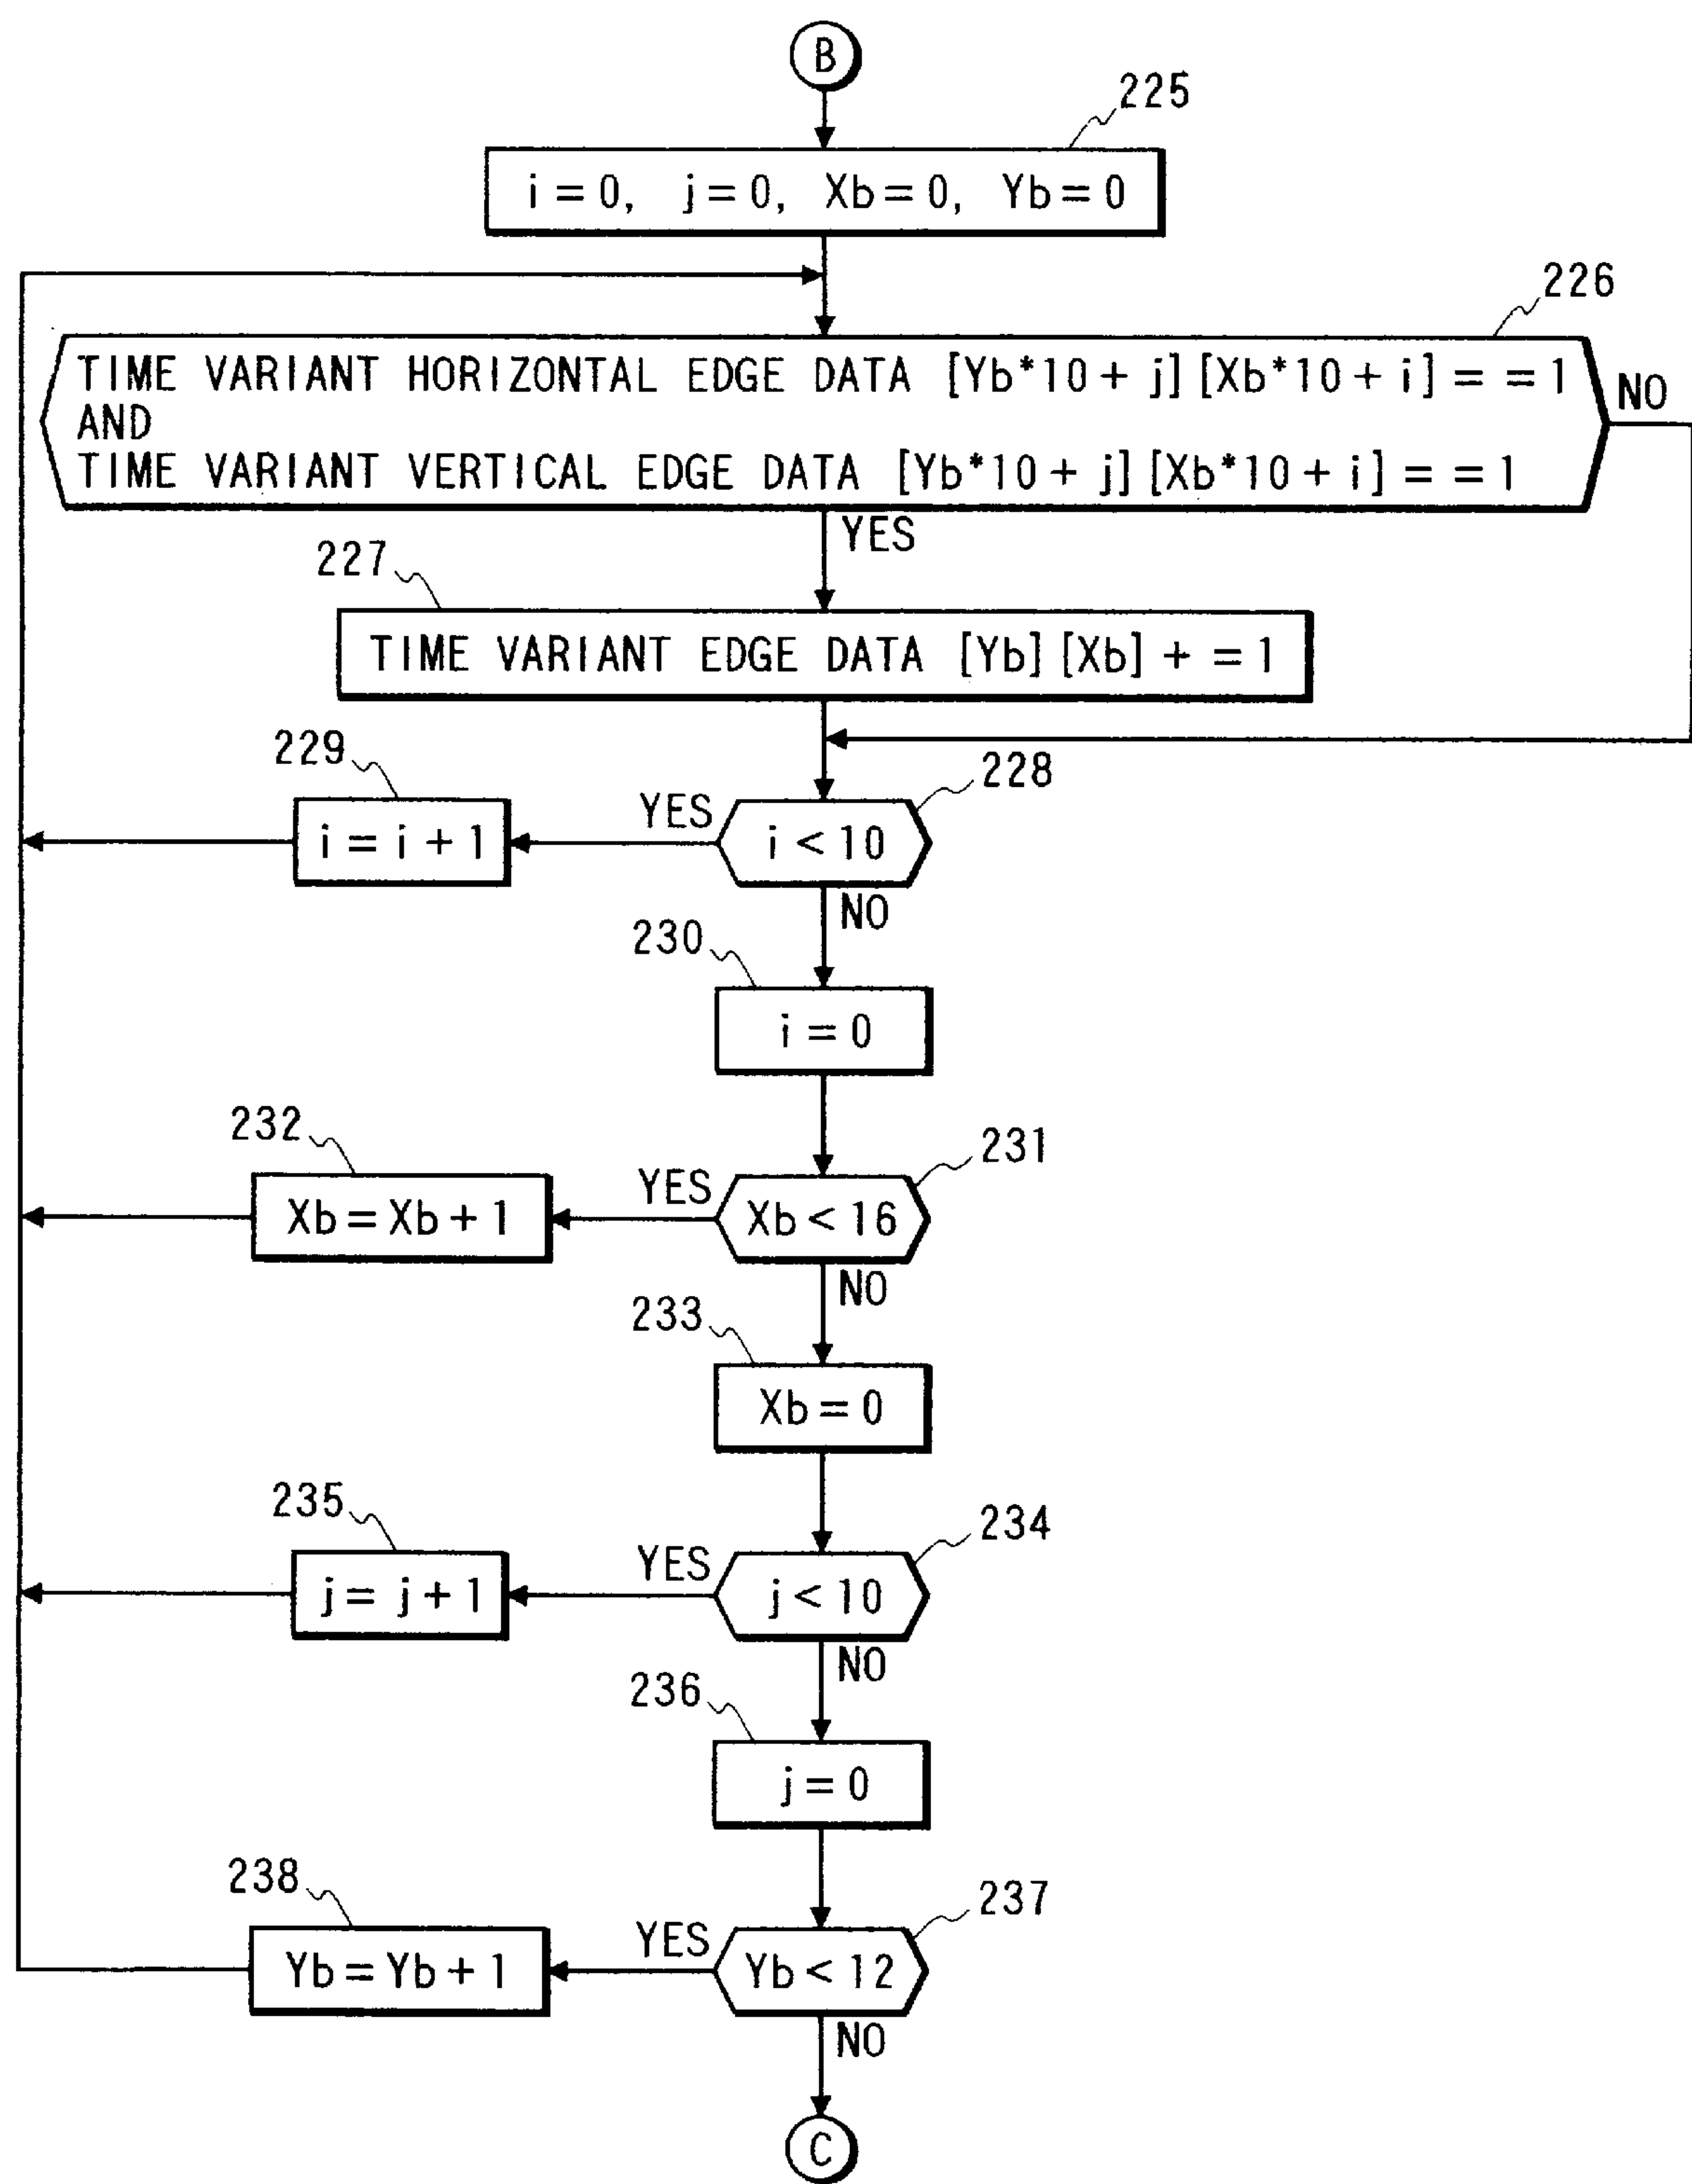 B
225
i=0, j=0, Xb=0, Yb=0
226
TIME VARIANT HORIZONTAL EDGE DATA [Yb*10+j][Xb*10+i]==1
AND
TIME VARIANT VERTICAL EDGE DATA [Yb*10+j][Xb*10+i]==1
NO
YES
227
TIME VARIANT EDGE DATA [Yb][Xb]+=1
229
228
i=i+1
YES
i<10
NO
230
i=0
232
231
Xb=Xb+1
YES
Xb<16
NO
233
Xb=0
235
234
j=j+1
YES
j<10
NO
236
j=0
238
237
Yb=Yb+1
YES
Yb<12
NO
C